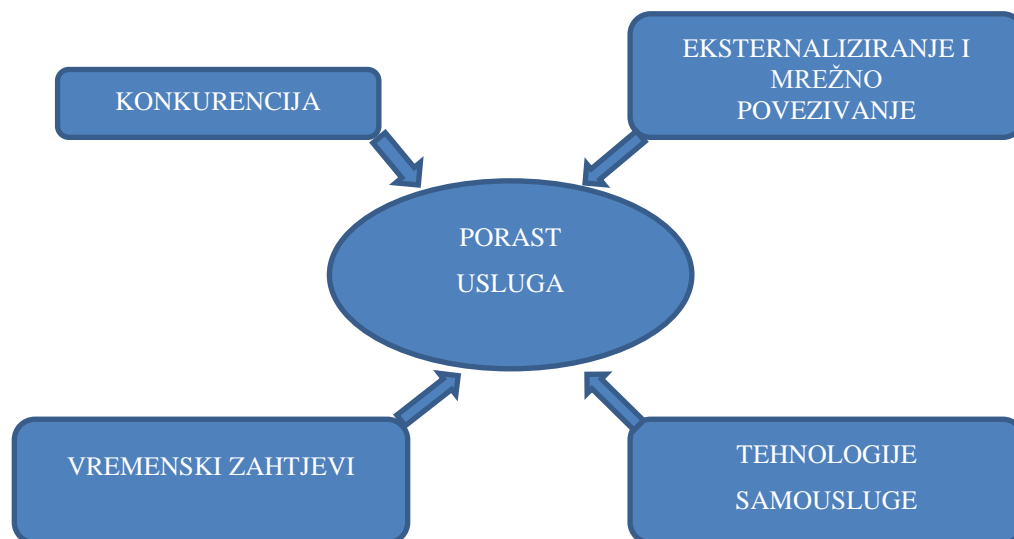 KONKURENCIJA
EKSTERNALIZIRANJE I
MREŽNO
POVEZIVANJE
PORAST
USLUGA
VREMENSKI ZAHTJEVI
TEHNOLOGIJE
SAMOUSLUGE